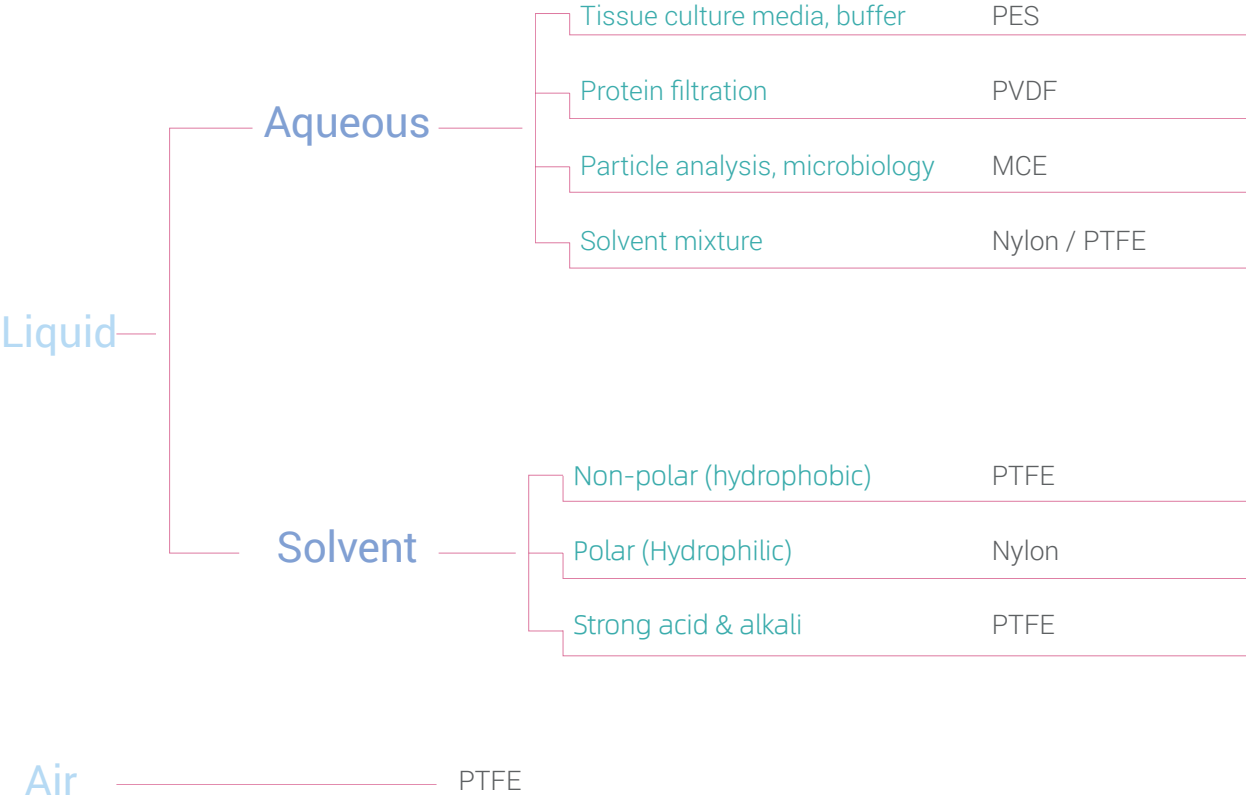 Tissue culture media, buffer PES
Protein filtration PVDF
Aqueous
Particle analysis, microbiology MCE
Solvent mixture Nylon / PTFE
Liquid
Non-polar (hydrophobic) PTFE
Solvent
Polar (Hydrophilic) Nylon
Strong acid & alkali PTFE
Air PTFE